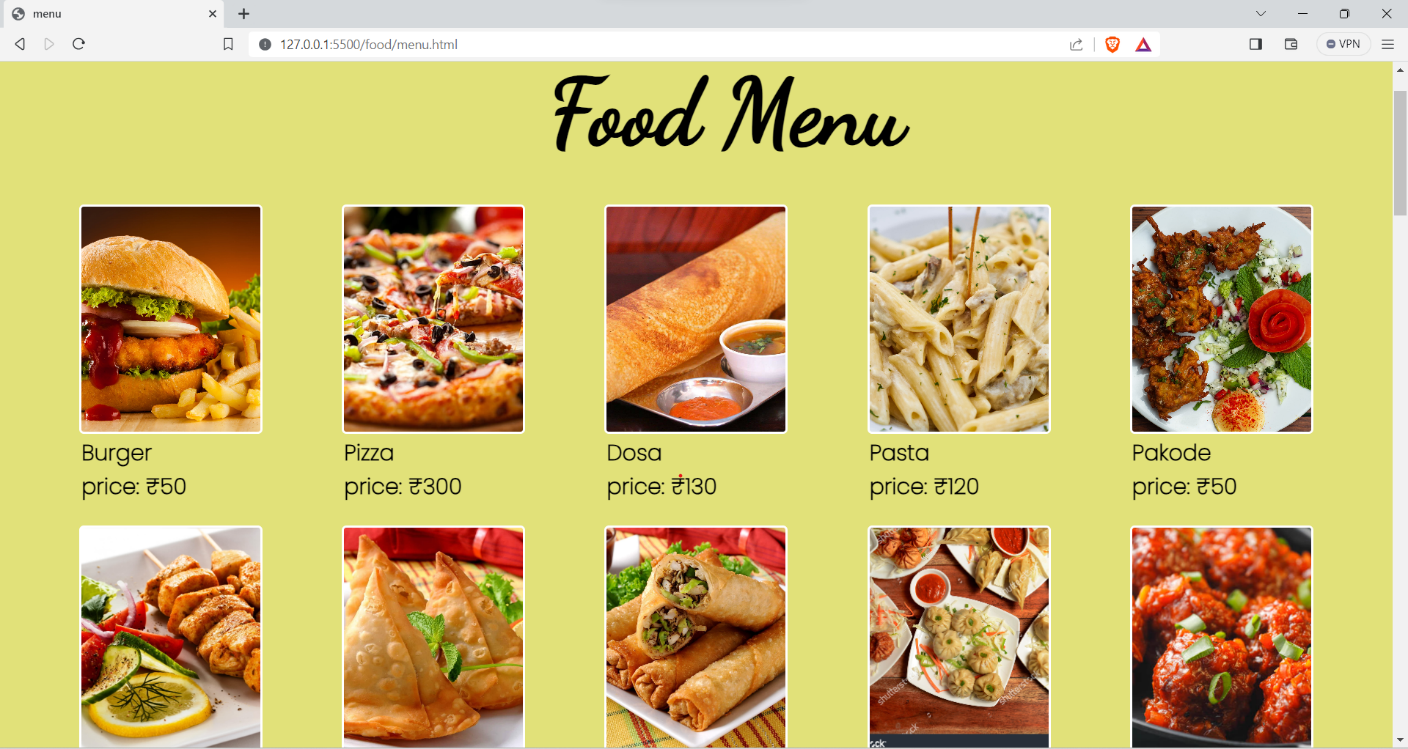 menu
127.0.0.1:5500/food/menu.html
VPN
Food Menu
Burger
price: ₹50
Pizza
price: ₹300
Dosa
price: ₹130
Pasta
price: ₹120
Pakode
price: ₹50